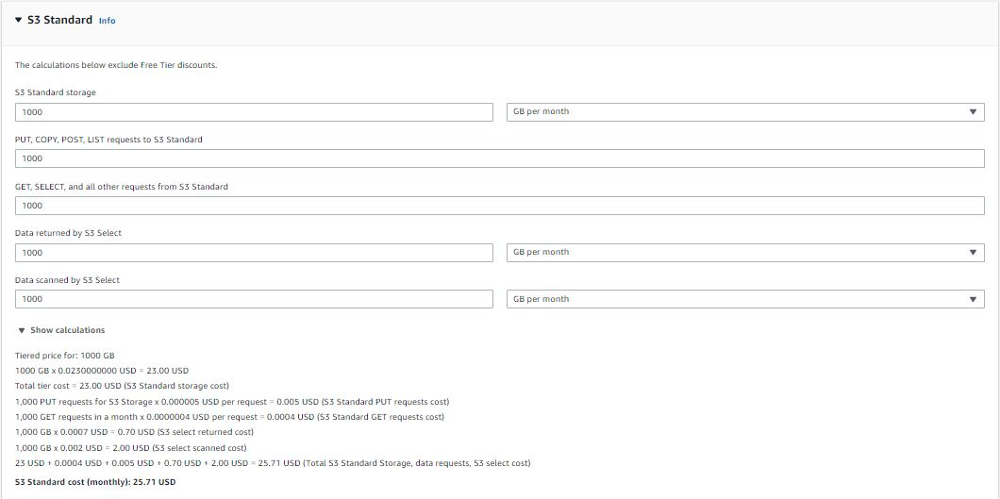 S3 Standard Info
The calculations below exclude Free Tier discounts.
S3 Standard storage
1000 GB per month
PUT, COPY, POST, LIST requests to S3 Standard
1000
GET, SELECT, and all other requests from S3 Standard
1000
Data returned by S3 Select
1000 GB per month
Data scanned by S3 Select
1000 GB per month
Show calculations
Tiered price for: 1000 GB
1000 GB x 0.0230000000 USD = 23.00 USD
Total tier cost = 23.00 USD (S3 Standard storage cost)
1,000 PUT requests for S3 Storage x 0.000005 USD per request = 0.005 USD (S3 Standard PUT requests cost)
1,000 GET requests in a month x 0.0000004 USD per request = 0.0004 USD (S3 Standard GET requests cost)
1,000 GB x 0.0007 USD = 0.70 USD (S3 select returned cost)
1,000 GB x 0.002 USD = 2.00 USD (S3 select scanned cost)
23 USD + 0.0004 USD + 0.005 USD + 0.70 USD + 2.00 USD = 25.71 USD (Total S3 Standard Storage, data requests, S3 select cost)
S3 Standard cost (monthly): 25.71 USD